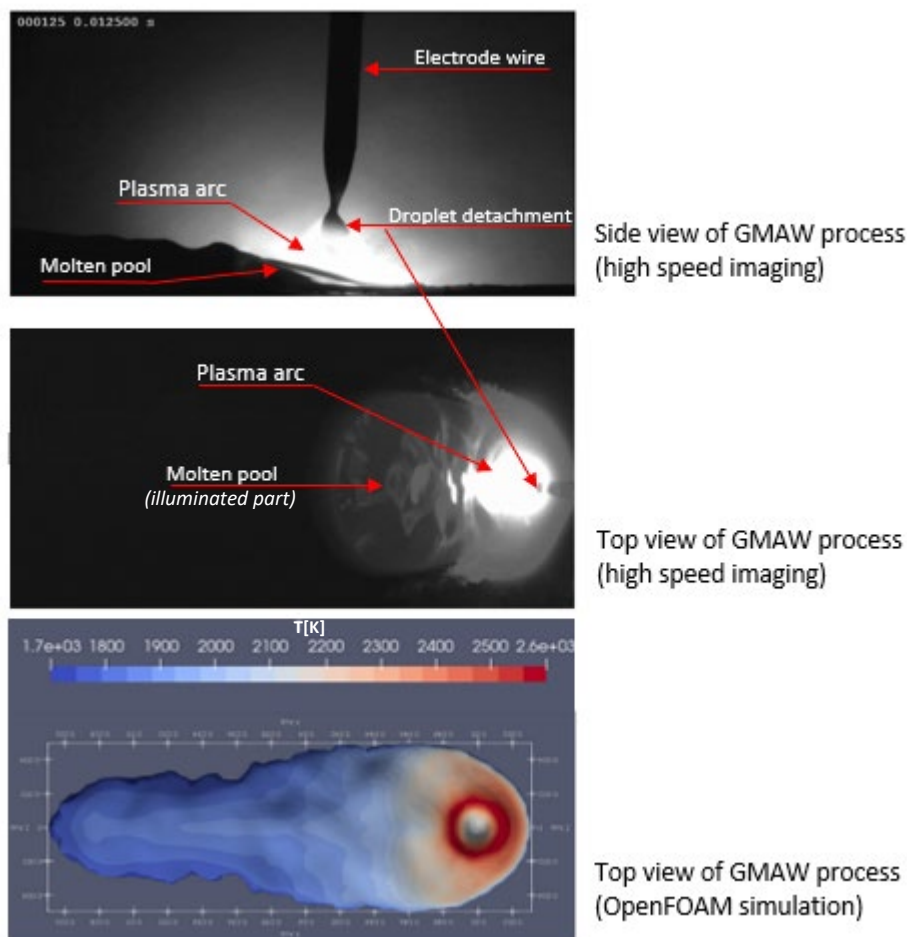 000125 0.012500 s
Electrode wire
Plasma arc
Droplet detachment
Molten pool
Side view of GMAW process
(high speed imaging)
Plasma arc
Molten pool
(illuminated part)
Top view of GMAW process
(high speed imaging)
T[K]
1.7e+03 1800 1900 2000 2100 2200 2300 2400 2500 2.6e+03
Top view of GMAW process
(OpenFOAM simulation)